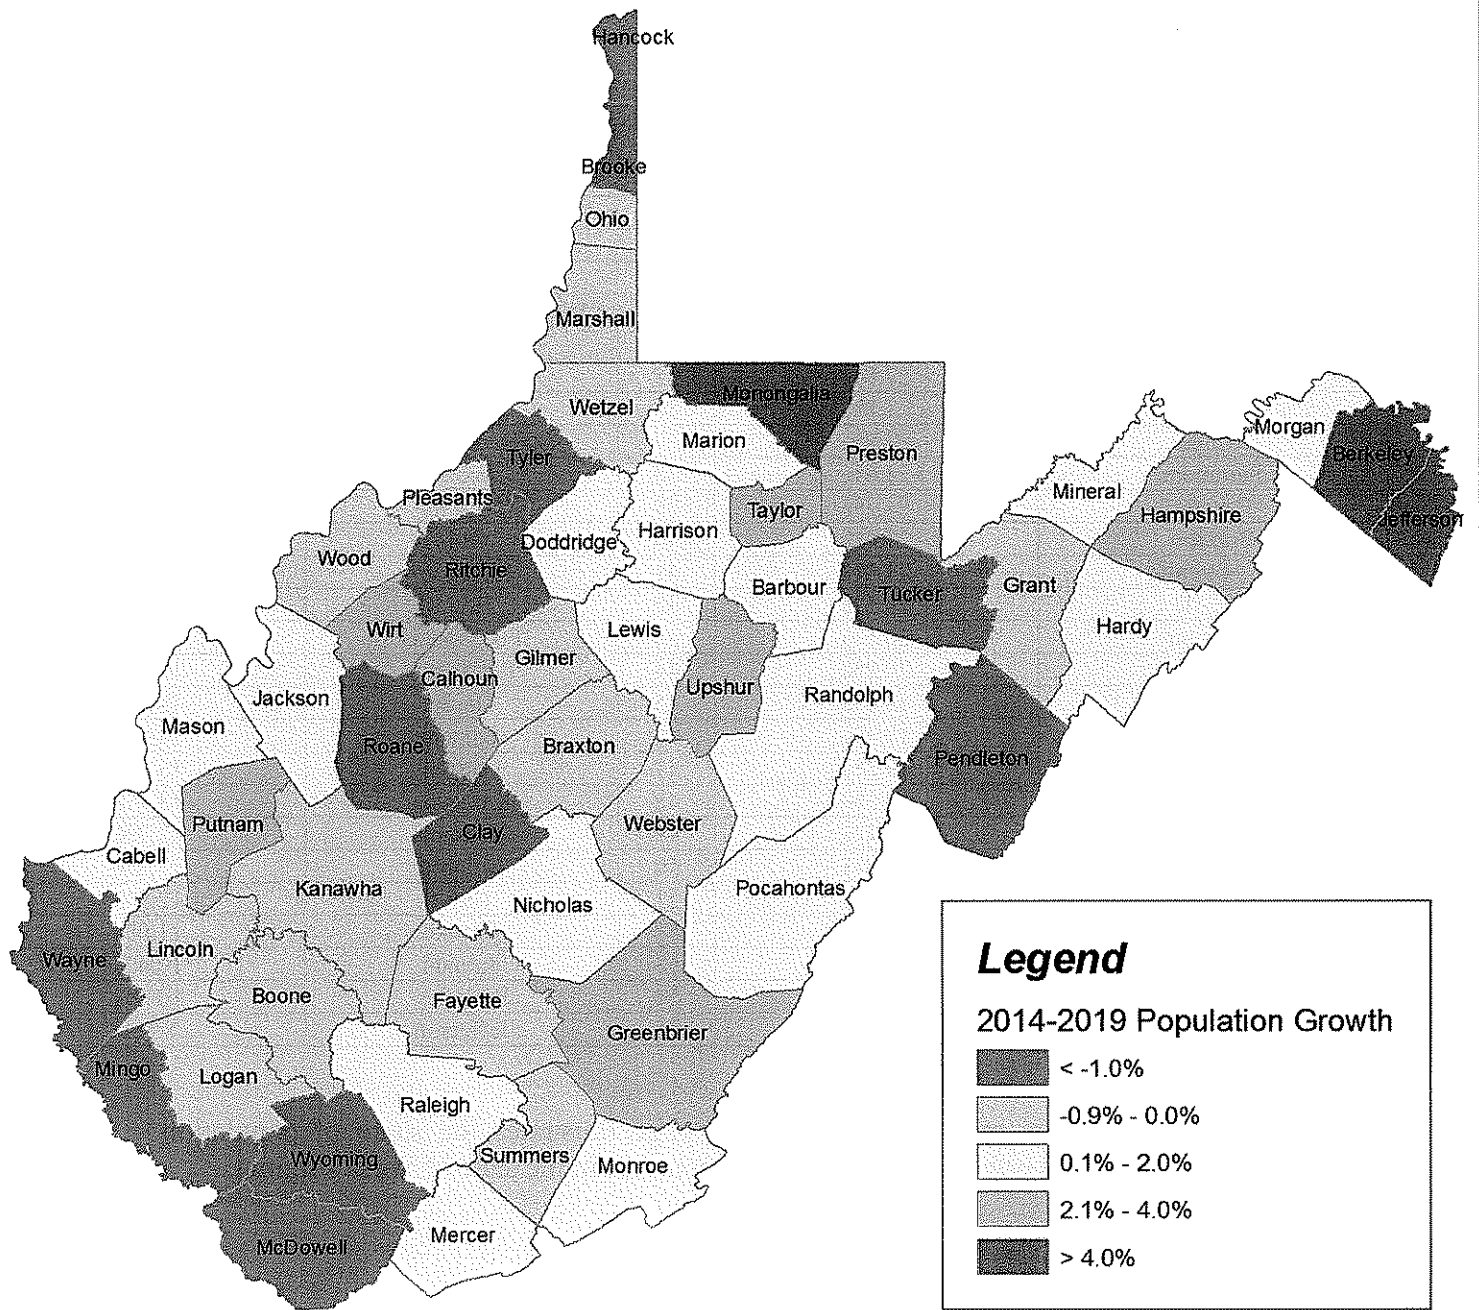 Hancock
Brooke
Ohio
Marshall
Wetzel
Monongalia
Marion
Preston
Morgan
Berkeley
Jefferson
Tyler
Pleasants
Taylor
Mineral
Hampshire
Wood
Ritchie
Doddridge
Harrison
Barbour
Tucker
Grant
Hardy
Wirt
Gilmer
Lewis
Calhoun
Upshur
Randolph
Jackson
Mason
Roane
Braxton
Pendleton
Putnam
Clay
Webster
Cabell
Kanawha
Nicholas
Pocahontas
Wayne
Lincoln
Boone
Fayette
Greenbrier
Mingo
Logan
Raleigh
Wyoming
Summers
Monroe
McDowell
Mercer
Legend
2014-2019 Population Growth
< -1.0%
-0.9% - 0.0%
0.1% - 2.0%
2.1% - 4.0%
> 4.0%